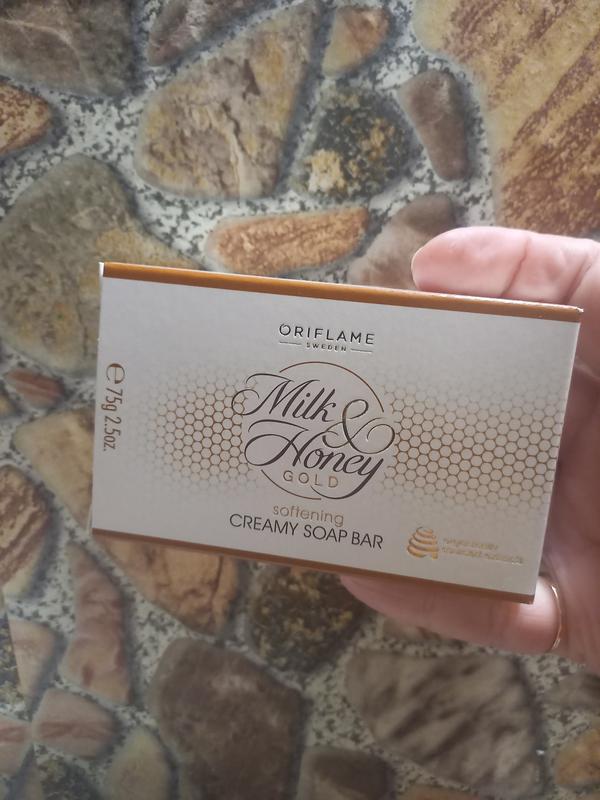 ORIFLAME
SWEDEN
Milk &
Honey
GOLD
softening
CREAMY SOAP BAR
℮ 75g 2.5oz.